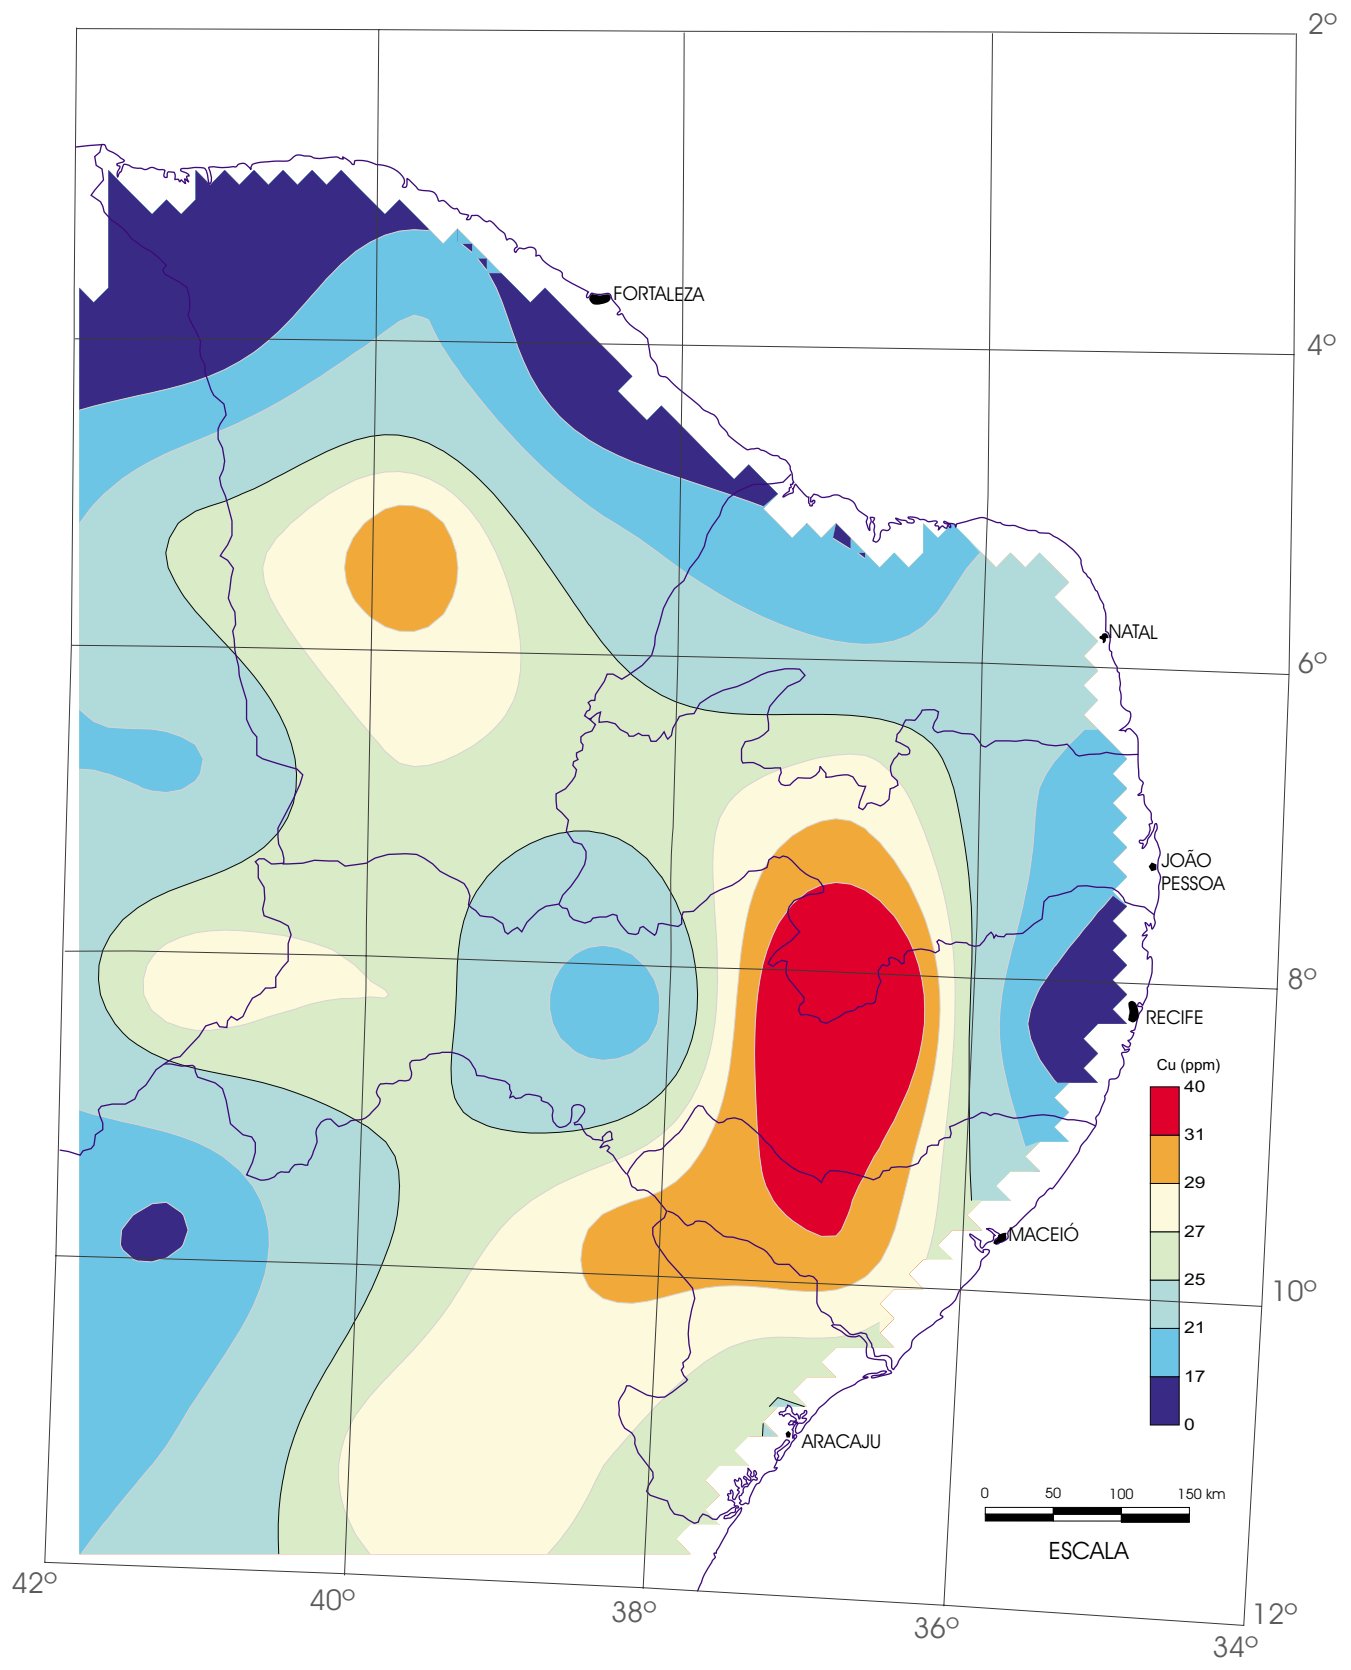 2º
FORTALEZA
4º
NATAL
6º
JOÃO
PESSOA
8º
RECIFE
Cu (ppm)
40
31
29
27
25
21
17
0
MACEIÓ
10º
ARACAJU
0 50 100 150 km
ESCALA
42º
40º
38º
36º
12º
34º